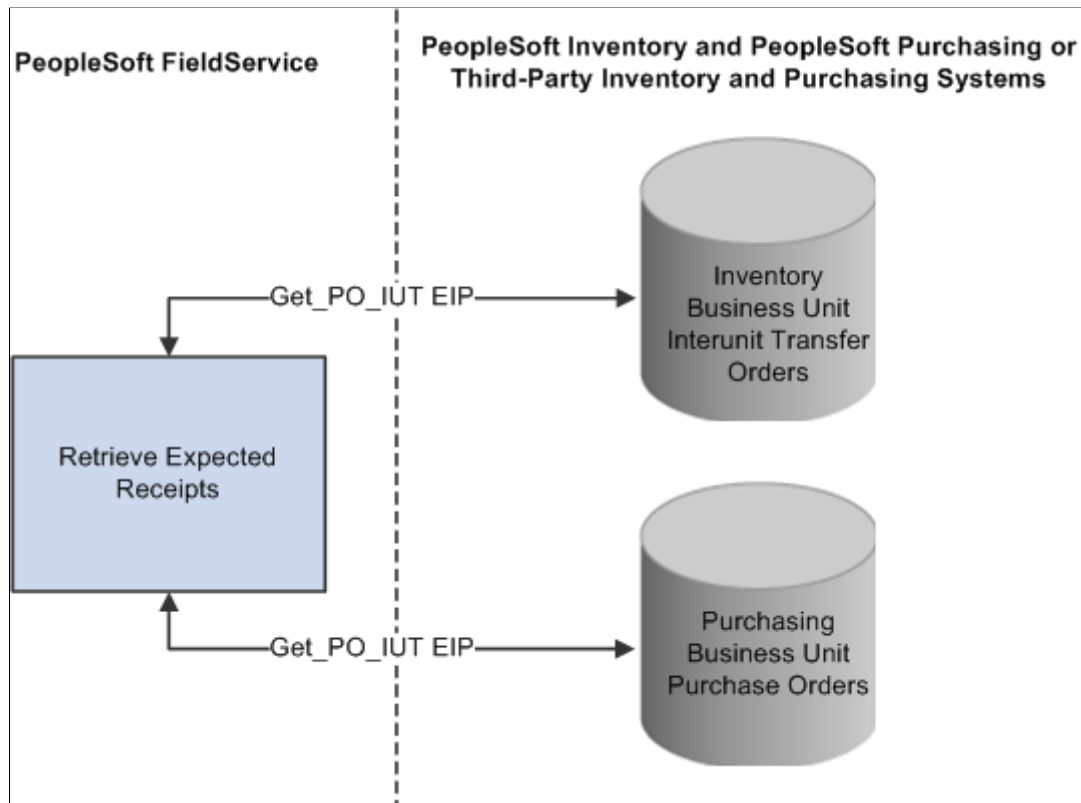 PeopleSoft FieldService
PeopleSoft Inventory and PeopleSoft Purchasing or
Third-Party Inventory and Purchasing Systems
Inventory
Business Unit
Interunit Transfer
Orders
Get_PO_IUT EIP
Retrieve Expected
Receipts
Get_PO_IUT EIP
Purchasing
Business Unit
Purchase Orders